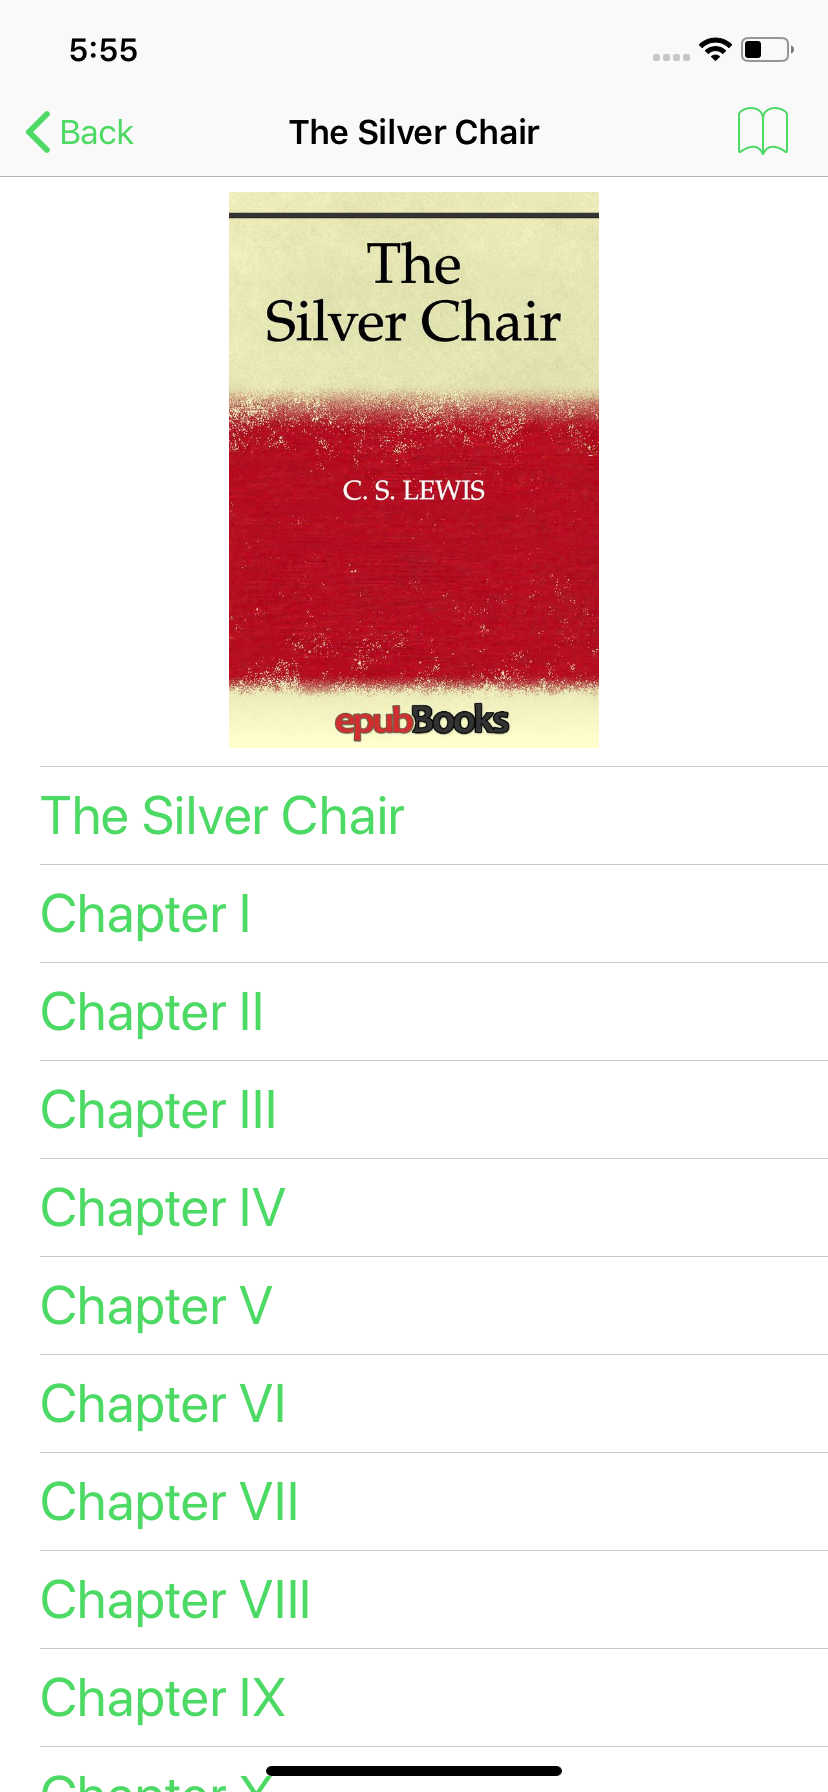 5:55
Back
The Silver Chair
The
Silver Chair
C. S. LEWIS
epubBooks
The Silver Chair
Chapter I
Chapter II
Chapter III
Chapter IV
Chapter V
Chapter VI
Chapter VII
Chapter VIII
Chapter IX
Chapter X